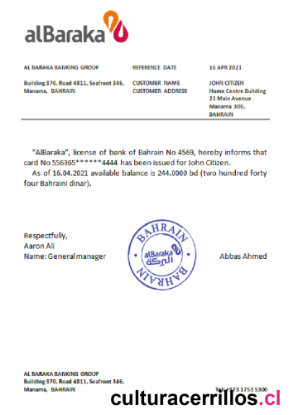 alBaraka
AL BARAKA BANKING GROUP REFERENCE DATE 16 APR 2021
Building 370, Road 4811, Seafront 346, CUSTOMER NAME JOHN CITIZEN
Manama, BAHRAIN CUSTOMER ADDRESS Home Centre Building
21 Main Avenue
Manama 306,
BAHRAIN
"AlBaraka", license of bank of Bahrain No 4569, hereby informs that
card No 556365******4444 has been issued for John Citizen.
As of 16.04.2021 available balance is 244.0000 bd (two hundred forty
four Bahraini dinar).
Respectfully,
Aaron Ali
Name: General manager
BAHRAIN
alBaraka
البركة
BAHRAIN
Abbas Ahmed
AL BARAKA BANKING GROUP
Building 370, Road 4811, Seafront 346,
Manama, BAHRAIN
culturacerrillos.cl